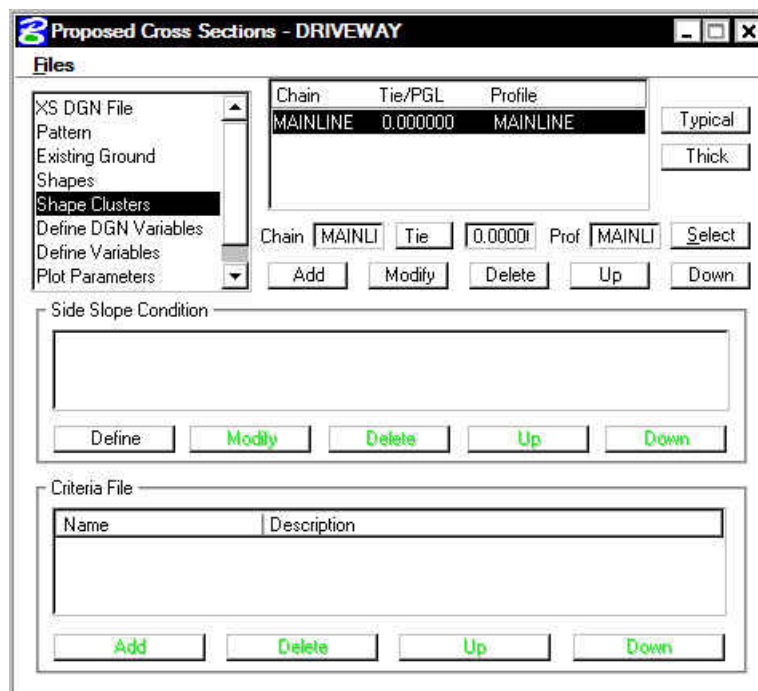 Proposed Cross Sections - DRIVEWAY
Files
XS DGN File
Pattern
Existing Ground
Shapes
Shape Clusters
Define DGN Variables
Define Variables
Plot Parameters
Chain Tie/PGL Profile
MAINLINE 0.000000 MAINLINE
Typical
Thick
Chain MAINLI Tie 0.0000 Prof MAINLI Select
Add Modify Delete Up Down
Side Slope Condition
Define Modify Delete Up Down
Criteria File
Name Description
Add Delete Up Down